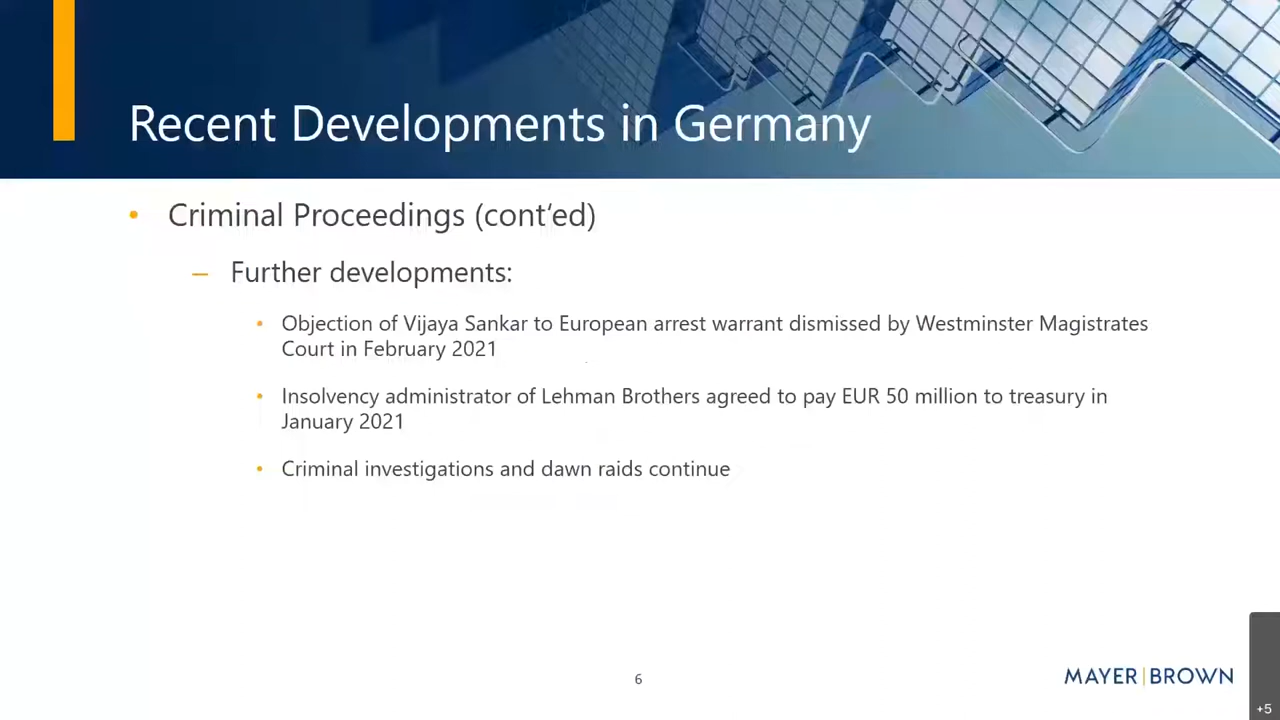 Recent Developments in Germany
• Criminal Proceedings (cont‘ed)
– Further developments:
• Objection of Vijaya Sankar to European arrest warrant dismissed by Westminster Magistrates
Court in February 2021
• Insolvency administrator of Lehman Brothers agreed to pay EUR 50 million to treasury in
January 2021
• Criminal investigations and dawn raids continue
6
MAYER|BROWN
+5